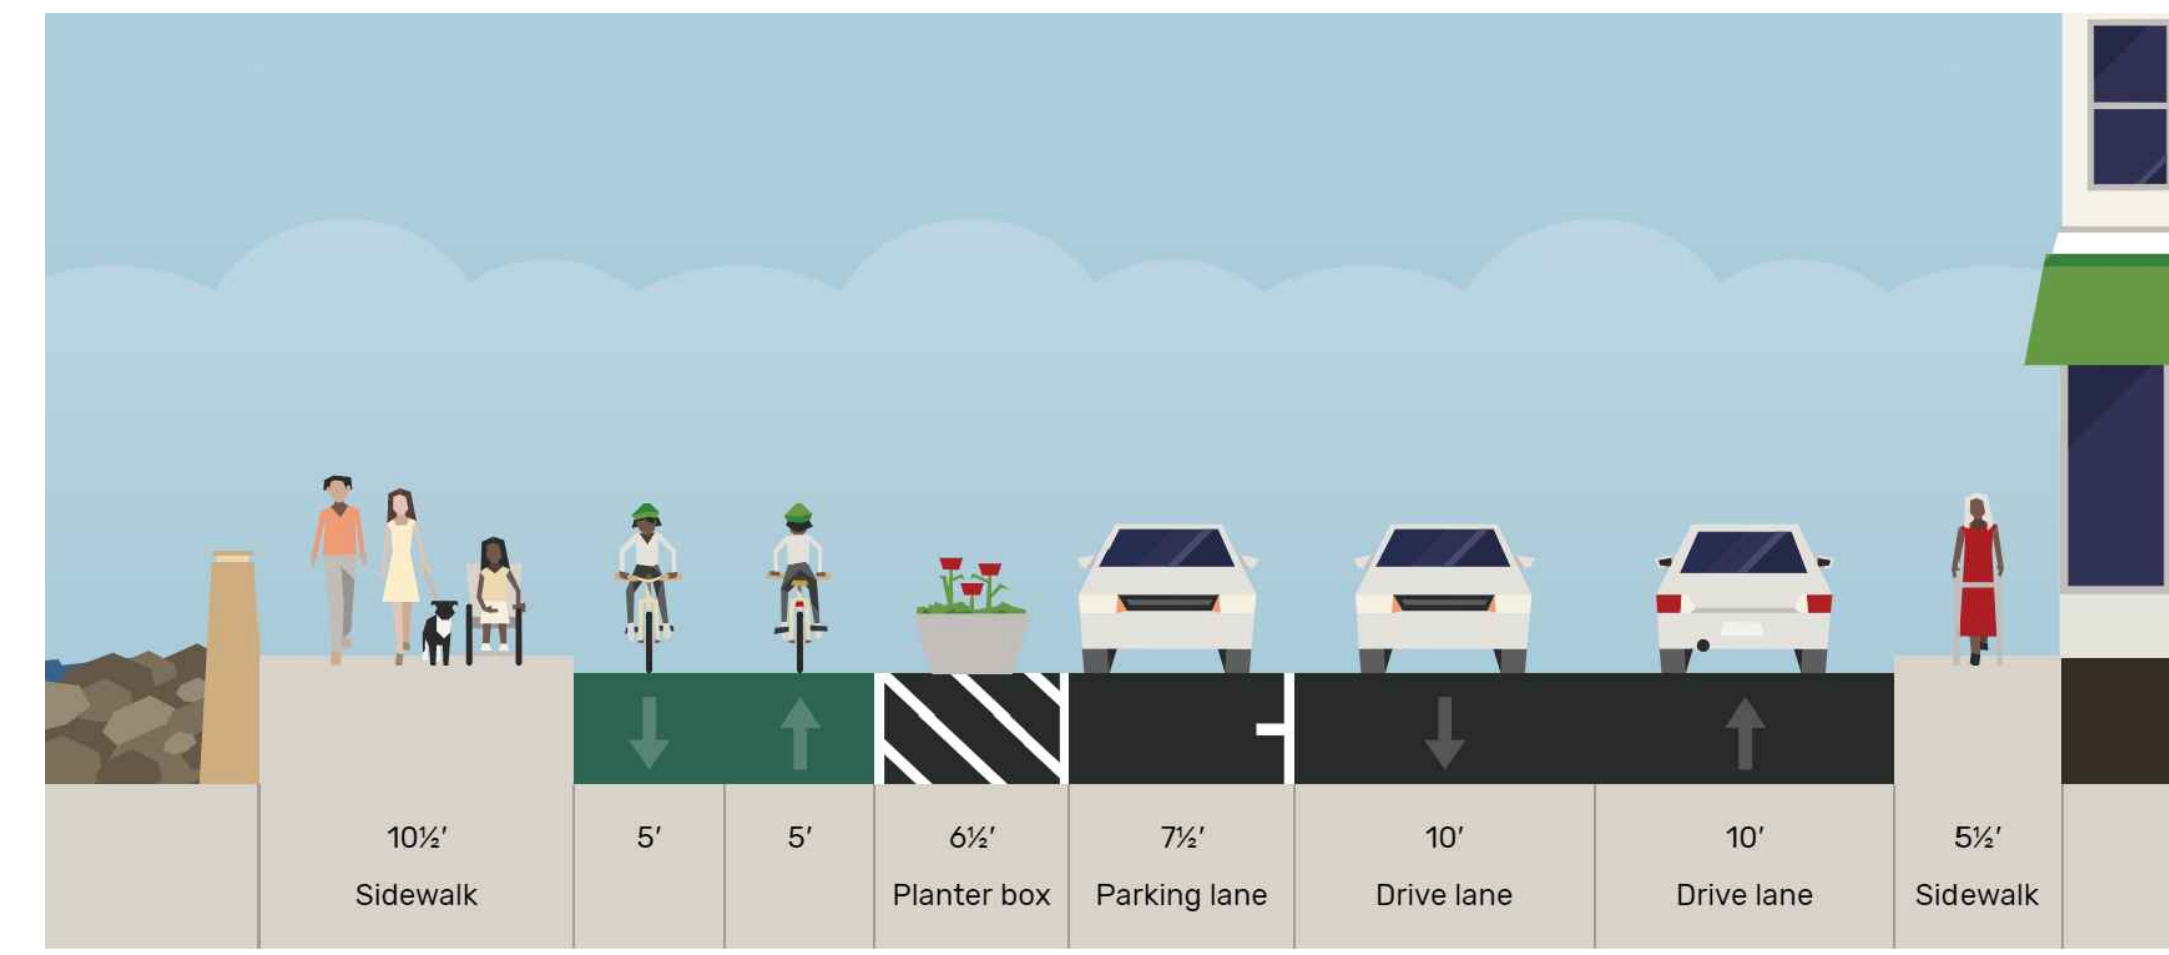 10½′
5′
5′
6½′
7½′
10′
10′
5½′
Sidewalk
Planter box
Parking lane
Drive lane
Drive lane
Sidewalk